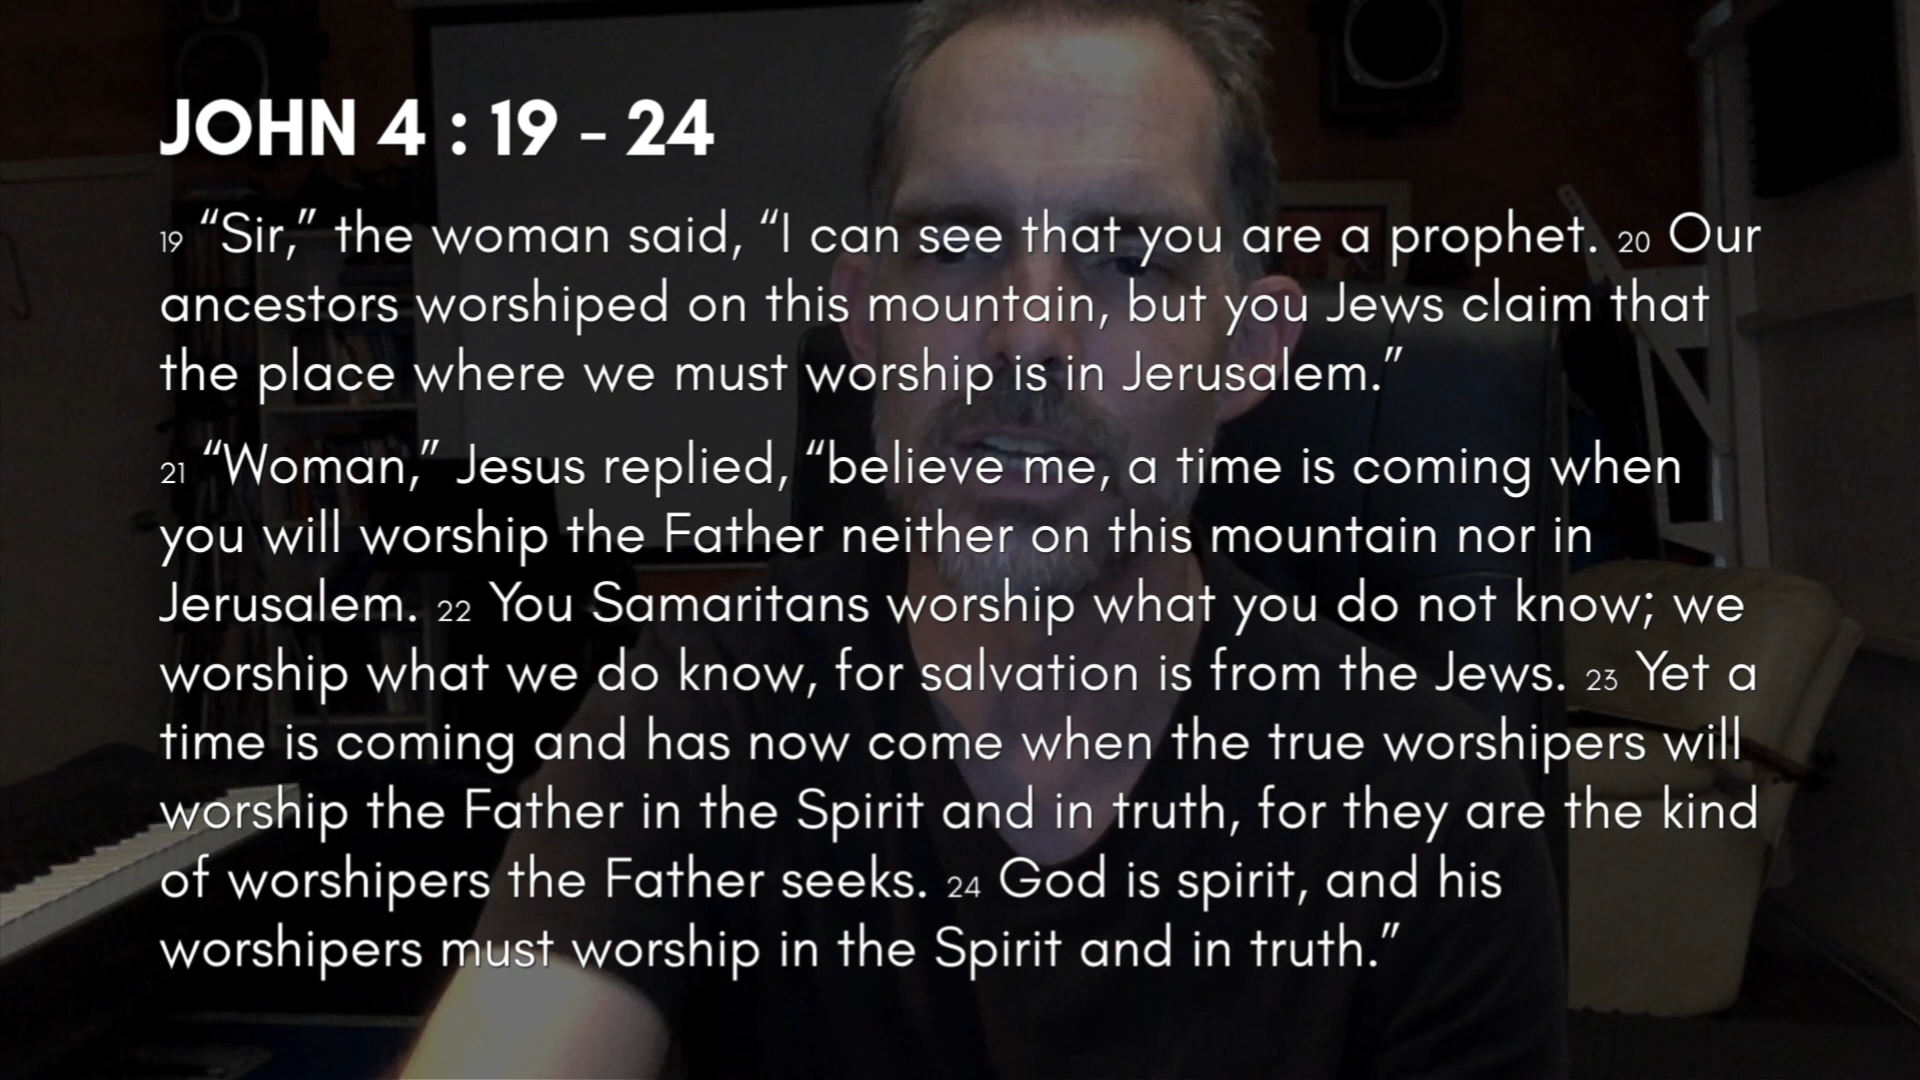 JOHN 4 : 19 - 24
19 “Sir,” the woman said, “I can see that you are a prophet. 20 Our
ancestors worshiped on this mountain, but you Jews claim that
the place where we must worship is in Jerusalem.”
21 “Woman,” Jesus replied, “believe me, a time is coming when
you will worship the Father neither on this mountain nor in
Jerusalem. 22 You Samaritans worship what you do not know; we
worship what we do know, for salvation is from the Jews. 23 Yet a
time is coming and has now come when the true worshipers will
worship the Father in the Spirit and in truth, for they are the kind
of worshipers the Father seeks. 24 God is spirit, and his
worshipers must worship in the Spirit and in truth.”